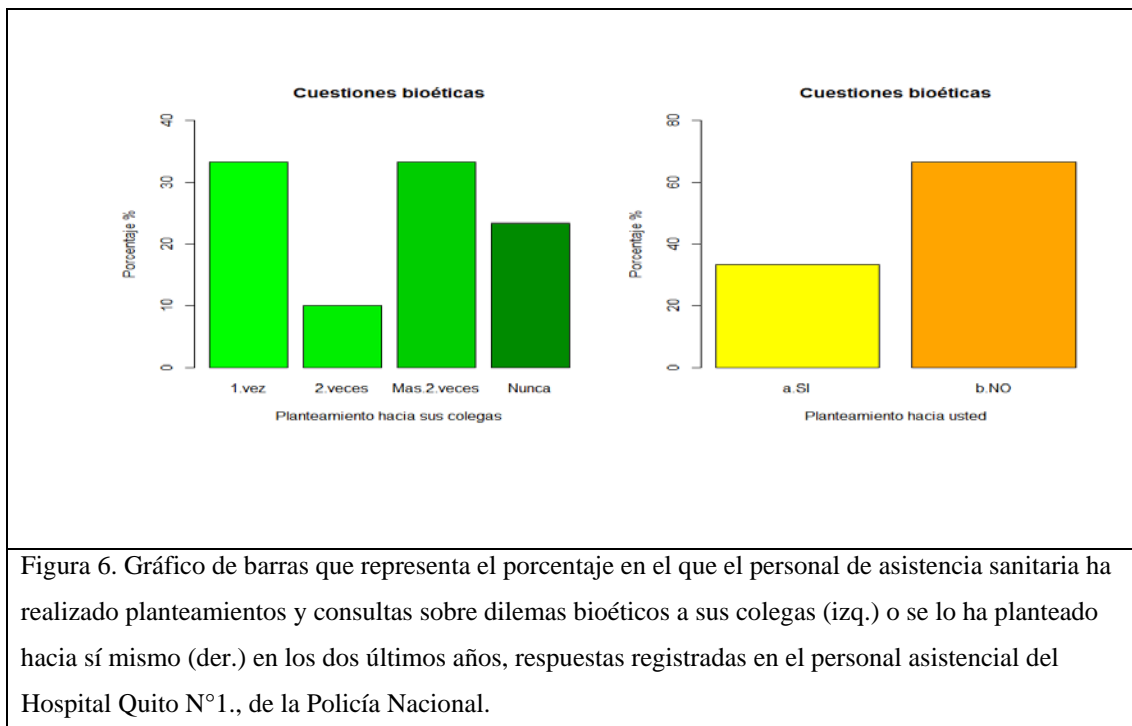 Cuestiones bioéticas
Porcentaje %
40
30
20
10
0
1.vez 2.veces Mas.2.veces Nunca
Planteamiento hacia sus colegas
Cuestiones bioéticas
Porcentaje %
80
60
40
20
0
a.SI b.NO
Planteamiento hacia usted
Figura 6. Gráfico de barras que representa el porcentaje en el que el personal de asistencia sanitaria ha
realizado planteamientos y consultas sobre dilemas bioéticos a sus colegas (izq.) o se lo ha planteado
hacia sí mismo (der.) en los dos últimos años, respuestas registradas en el personal asistencial del
Hospital Quito N°1., de la Policía Nacional.